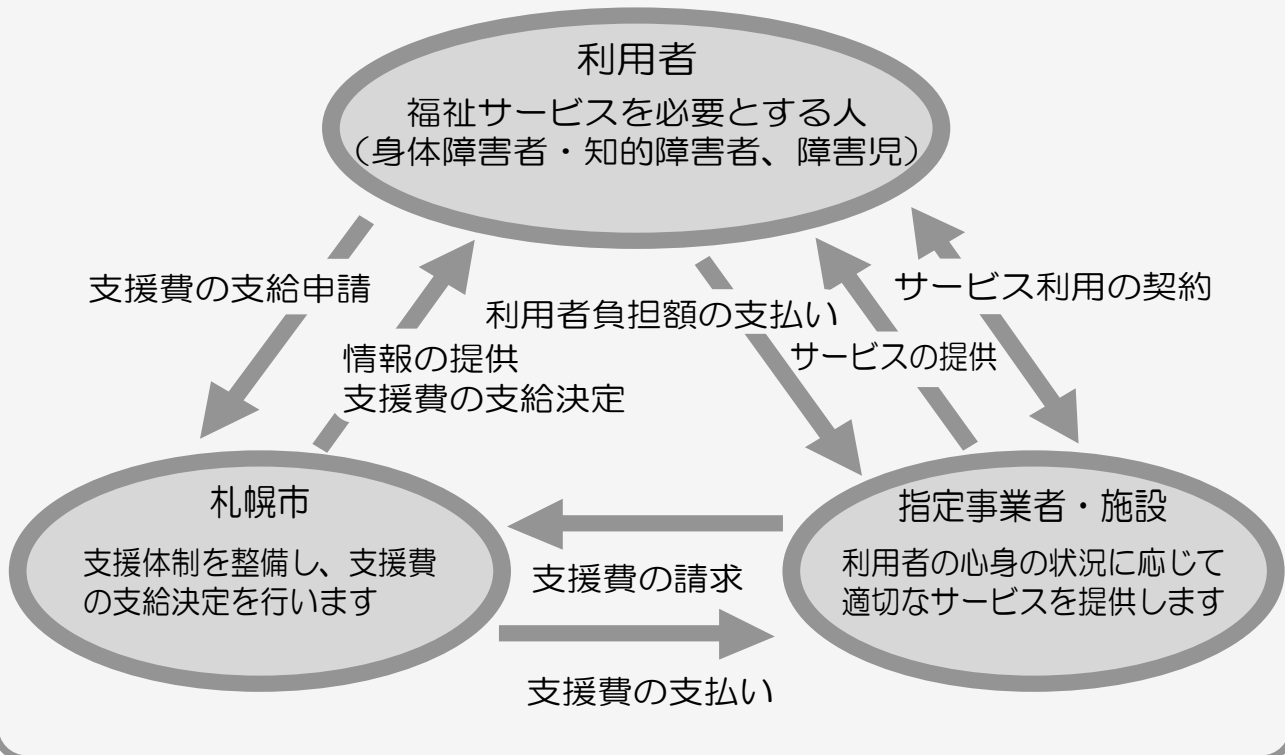 利用者
福祉サービスを必要とする人
（身体障害者・知的障害者、障害児）
支援費の支給申請
サービス利用の契約
利用者負担額の支払い
情報の提供
支援費の支給決定
サービスの提供
札幌市
支援体制を整備し、支援費
の支給決定を行います
指定事業者・施設
利用者の心身の状況に応じて
適切なサービスを提供します
支援費の請求
支援費の支払い